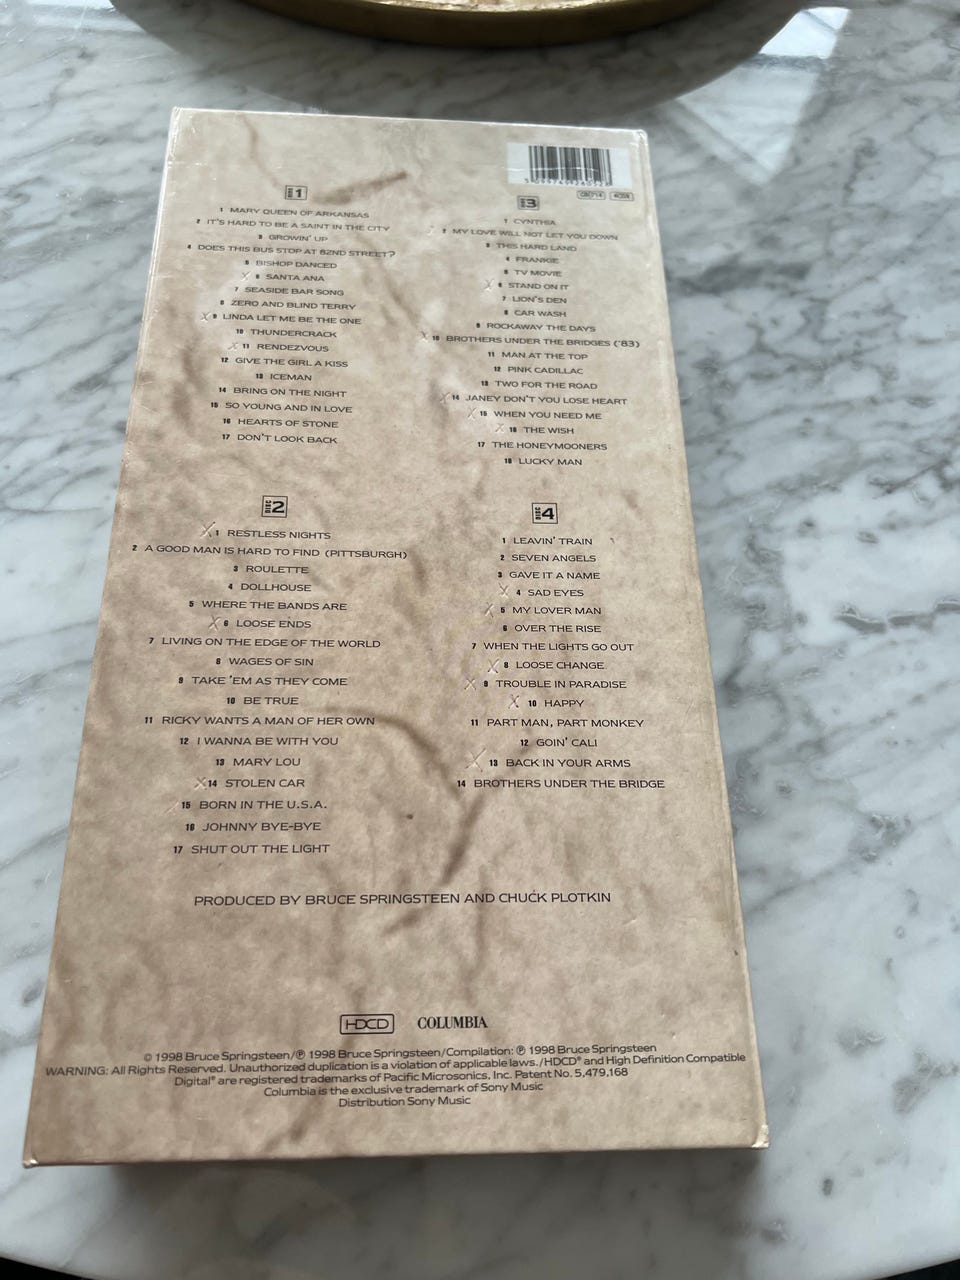 DISC 1
1 MARY QUEEN OF ARKANSAS
2 IT'S HARD TO BE A SAINT IN THE CITY
3 GROWIN' UP
4 DOES THIS BUS STOP AT 82ND STREET?
5 BISHOP DANCED
6 SANTA ANA
7 SEASIDE BAR SONG
8 ZERO AND BLIND TERRY
9 LINDA LET ME BE THE ONE
10 THUNDERCRACK
11 RENDEZVOUS
12 GIVE THE GIRL A KISS
13 ICEMAN
14 BRING ON THE NIGHT
15 SO YOUNG AND IN LOVE
16 HEARTS OF STONE
17 DON'T LOOK BACK
DISC 2
1 RESTLESS NIGHTS
2 A GOOD MAN IS HARD TO FIND (PITTSBURGH)
3 ROULETTE
4 DOLLHOUSE
5 WHERE THE BANDS ARE
6 LOOSE ENDS
7 LIVING ON THE EDGE OF THE WORLD
8 WAGES OF SIN
9 TAKE 'EM AS THEY COME
10 BE TRUE
11 RICKY WANTS A MAN OF HER OWN
12 I WANNA BE WITH YOU
13 MARY LOU
14 STOLEN CAR
15 BORN IN THE U.S.A.
16 JOHNNY BYE-BYE
17 SHUT OUT THE LIGHT
DISC 3
1 CYNTHIA
2 MY LOVE WILL NOT LET YOU DOWN
3 THIS HARD LAND
4 FRANKIE
5 TV MOVIE
6 STAND ON IT
7 LION'S DEN
8 CAR WASH
9 ROCKAWAY THE DAYS
10 BROTHERS UNDER THE BRIDGES ('83)
11 MAN AT THE TOP
12 PINK CADILLAC
13 TWO FOR THE ROAD
14 JANEY DON'T YOU LOSE HEART
15 WHEN YOU NEED ME
16 THE WISH
17 THE HONEYMOONERS
18 LUCKY MAN
DISC 4
1 LEAVIN' TRAIN
2 SEVEN ANGELS
3 GAVE IT A NAME
4 SAD EYES
5 MY LOVER MAN
6 OVER THE RISE
7 WHEN THE LIGHTS GO OUT
8 LOOSE CHANGE
9 TROUBLE IN PARADISE
10 HAPPY
11 PART MAN, PART MONKEY
12 GOIN' CALI
13 BACK IN YOUR ARMS
14 BROTHERS UNDER THE BRIDGE
PRODUCED BY BRUCE SPRINGSTEEN AND CHUCK PLOTKIN
HDCD COLUMBIA
© 1998 Bruce Springsteen/℗ 1998 Bruce Springsteen/Compilation: ℗ 1998 Bruce Springsteen
WARNING: All Rights Reserved. Unauthorized duplication is a violation of applicable laws./HDCD® and High Definition Compatible
Digital® are registered trademarks of Pacific Microsonics, Inc. Patent No. 5,479,168
Columbia is the exclusive trademark of Sony Music
Distribution Sony Music